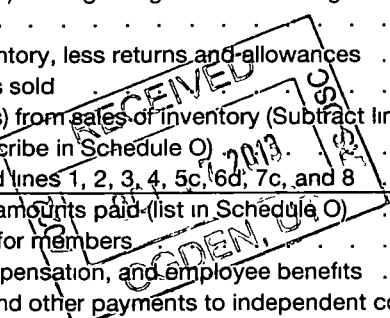 ntory, less returns and allowances
s sold
s) from sales of inventory (Subtract lin
cribe in Schedule O)
d lines 1, 2, 3, 4, 5c, 6d, 7c, and 8
amounts paid (list in Schedule O)
for members
pensation, and employee benefits
nd other payments to independent co
RECEIVED
2013
OGDEN, U
OSC